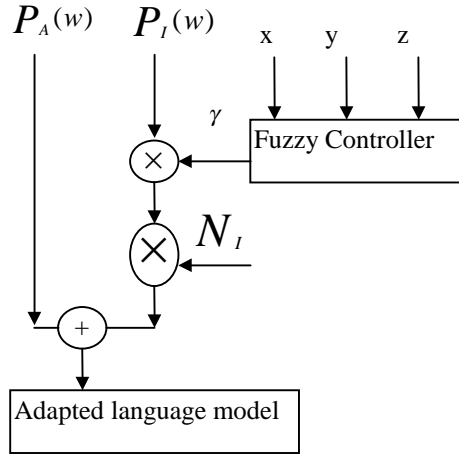 P_A(w) P_I(w)
x y z
γ
Fuzzy Controller
×
×
N_I
+
Adapted language model